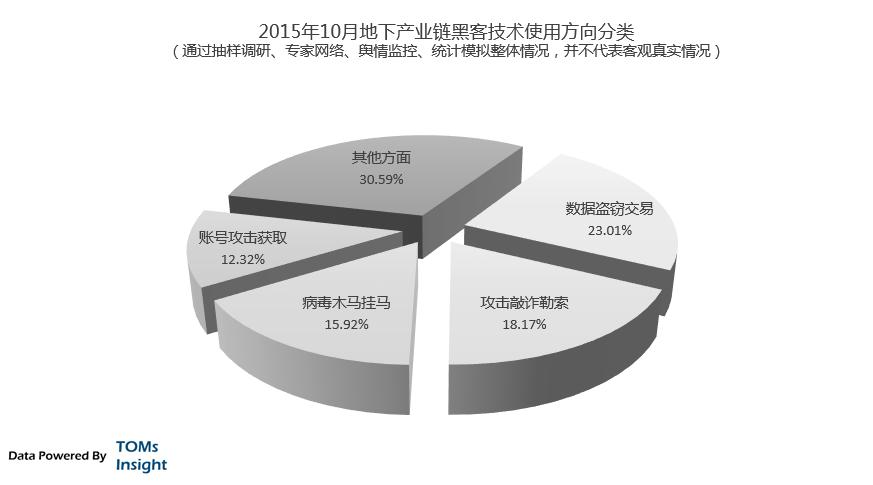 2015年10月地下产业链黑客技术使用方向分类
（通过抽样调研、专家网络、舆情监控、统计模拟整体情况，并不代表客观真实情况）
其他方面
30.59%
数据盗窃交易
23.01%
账号攻击获取
12.32%
病毒木马挂马
15.92%
攻击敲诈勒索
18.17%
Data Powered By
TOMs
Insight